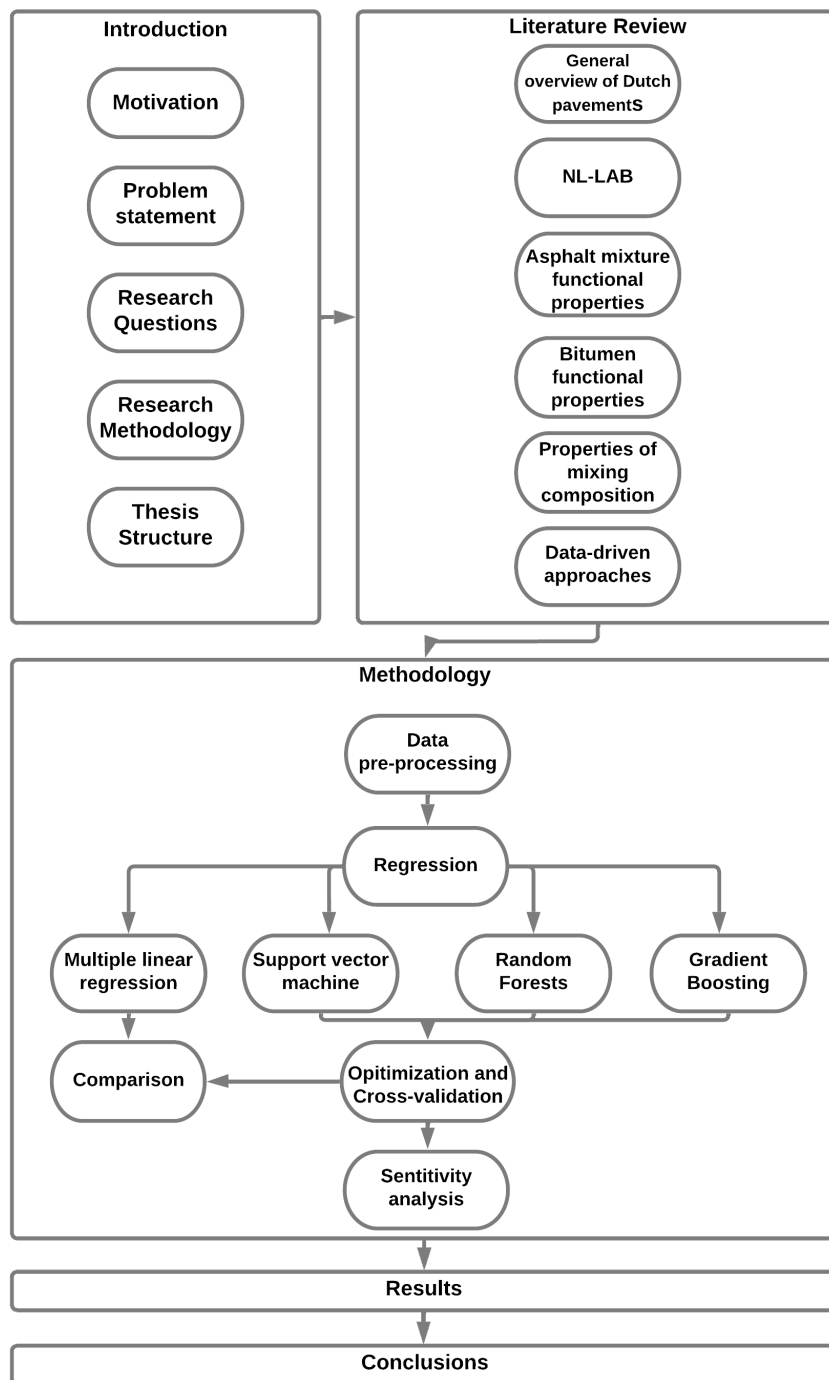 Introduction
Motivation
Problem
statement
Research
Questions
Research
Methodology
Thesis
Structure
Literature Review
General
overview of Dutch
pavements
NL-LAB
Asphalt mixture
functional
properties
Bitumen
functional
properties
Properties of
mixing
composition
Data-driven
approaches
Methodology
Data
pre-processing
Regression
Multiple linear
regression
Support vector
machine
Random
Forests
Gradient
Boosting
Comparison
Opitimization and
Cross-validation
Sentitivity
analysis
Results
Conclusions